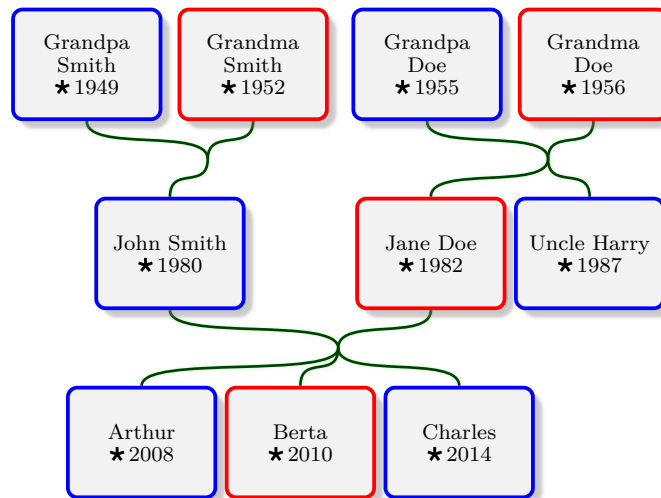 Grandpa
Smith
★ 1949
Grandma
Smith
★ 1952
Grandpa
Doe
★ 1955
Grandma
Doe
★ 1956
John Smith
★ 1980
Jane Doe
★ 1982
Uncle Harry
★ 1987
Arthur
★ 2008
Berta
★ 2010
Charles
★ 2014